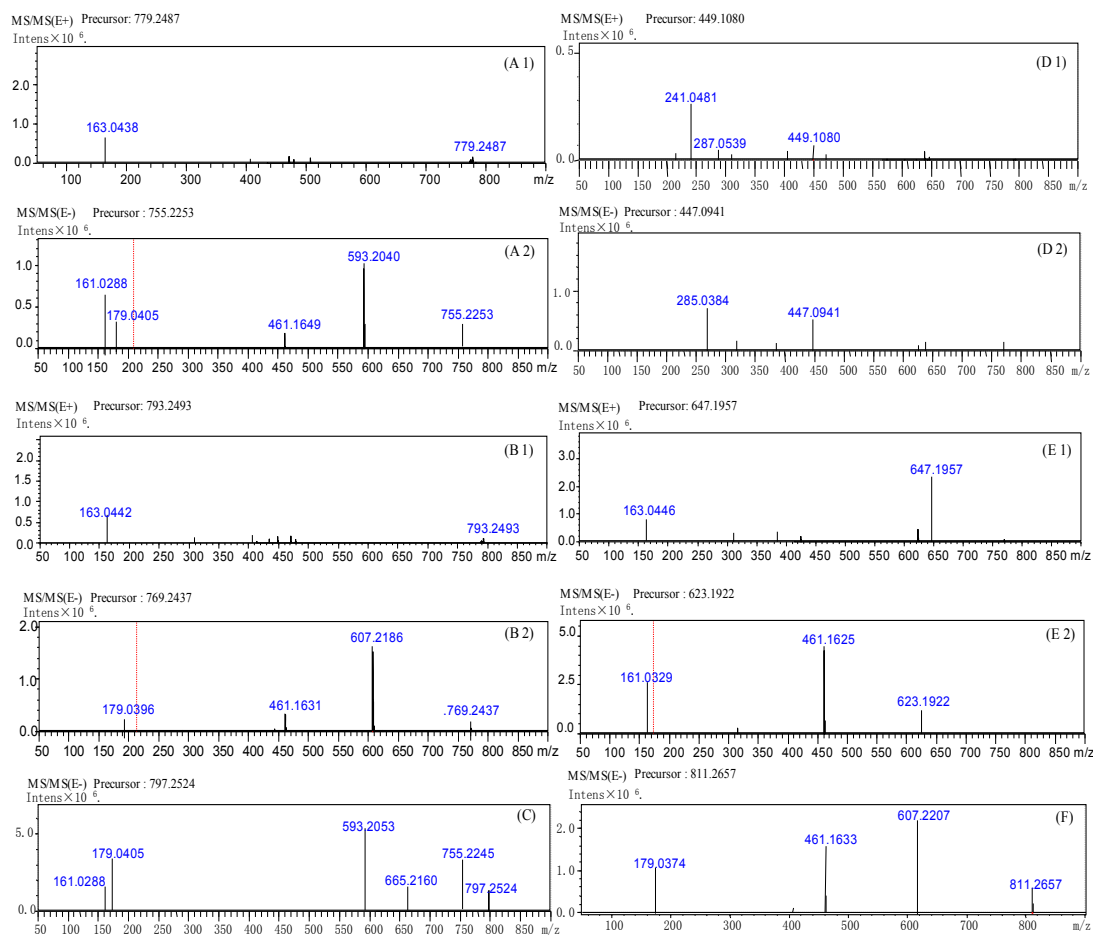 MS/MS(E+) Precursor: 779.2487
Intens×10 6.
(A 1)
2.0
1.0
0.0
163.0438
779.2487
100 200 300 400 500 600 700 800 m/z
MS/MS(E+) Precursor: 449.1080
Intens×10 6.
(D 1)
0.5
0.0
241.0481
287.0539
449.1080
50 100 150 200 250 300 350 400 450 500 550 600 650 700 750 800 850 m/z
MS/MS(E-) Precursor : 755.2253
Intens×10 6.
(A 2)
1.0
0.5
0.0
161.0288
179.0405
461.1649
593.2040
755.2253
50 100 150 200 250 300 350 400 450 500 550 600 650 700 750 800 850 m/z
MS/MS(E-) Precursor: 447.0941
Intens×10 6.
(D 2)
1.0
0.0
285.0384
447.0941
50 100 150 200 250 300 350 400 450 500 550 600 650 700 750 800 850 m/z
MS/MS(E+) Precursor: 793.2493
Intens×10 6.
(B 1)
2.5
2.0
1.5
1.0
0.5
0.0
163.0442
793.2493
50 100 150 200 250 300 350 400 450 500 550 600 650 700 750 800 850 m/z
MS/MS(E+) Precursor: 647.1957
Intens×10 6.
(E 1)
3.0
2.0
1.0
0.0
163.0446
647.1957
50 100 150 200 250 300 350 400 450 500 550 600 650 700 750 800 850 m/z
MS/MS(E-) Precursor : 769.2437
Intens×10 6.
(B 2)
2.0
1.0
0.0
179.0396
461.1631
607.2186
.769.2437
50 100 150 200 250 300 350 400 450 500 550 600 650 700 750 800 850 m/z
MS/MS(E-) Precursor : 623.1922
Intens×10 6.
(E 2)
5.0
2.5
0.0
161.0329
461.1625
623.1922
50 100 150 200 250 300 350 400 450 500 550 600 650 700 750 800 850 m/z
MS/MS(E-) Precursor : 797.2524
Intens×10 6.
(C)
5.0
0.0
161.0288
179.0405
593.2053
665.2160
755.2245
797.2524
50 100 150 200 250 300 350 400 450 500 550 600 650 700 750 800 850 m/z
MS/MS(E-) Precursor : 811.2657
Intens×10 6.
(F)
2.0
1.0
0.0
179.0374
461.1633
607.2207
811.2657
100 200 300 400 500 600 700 800 m/z